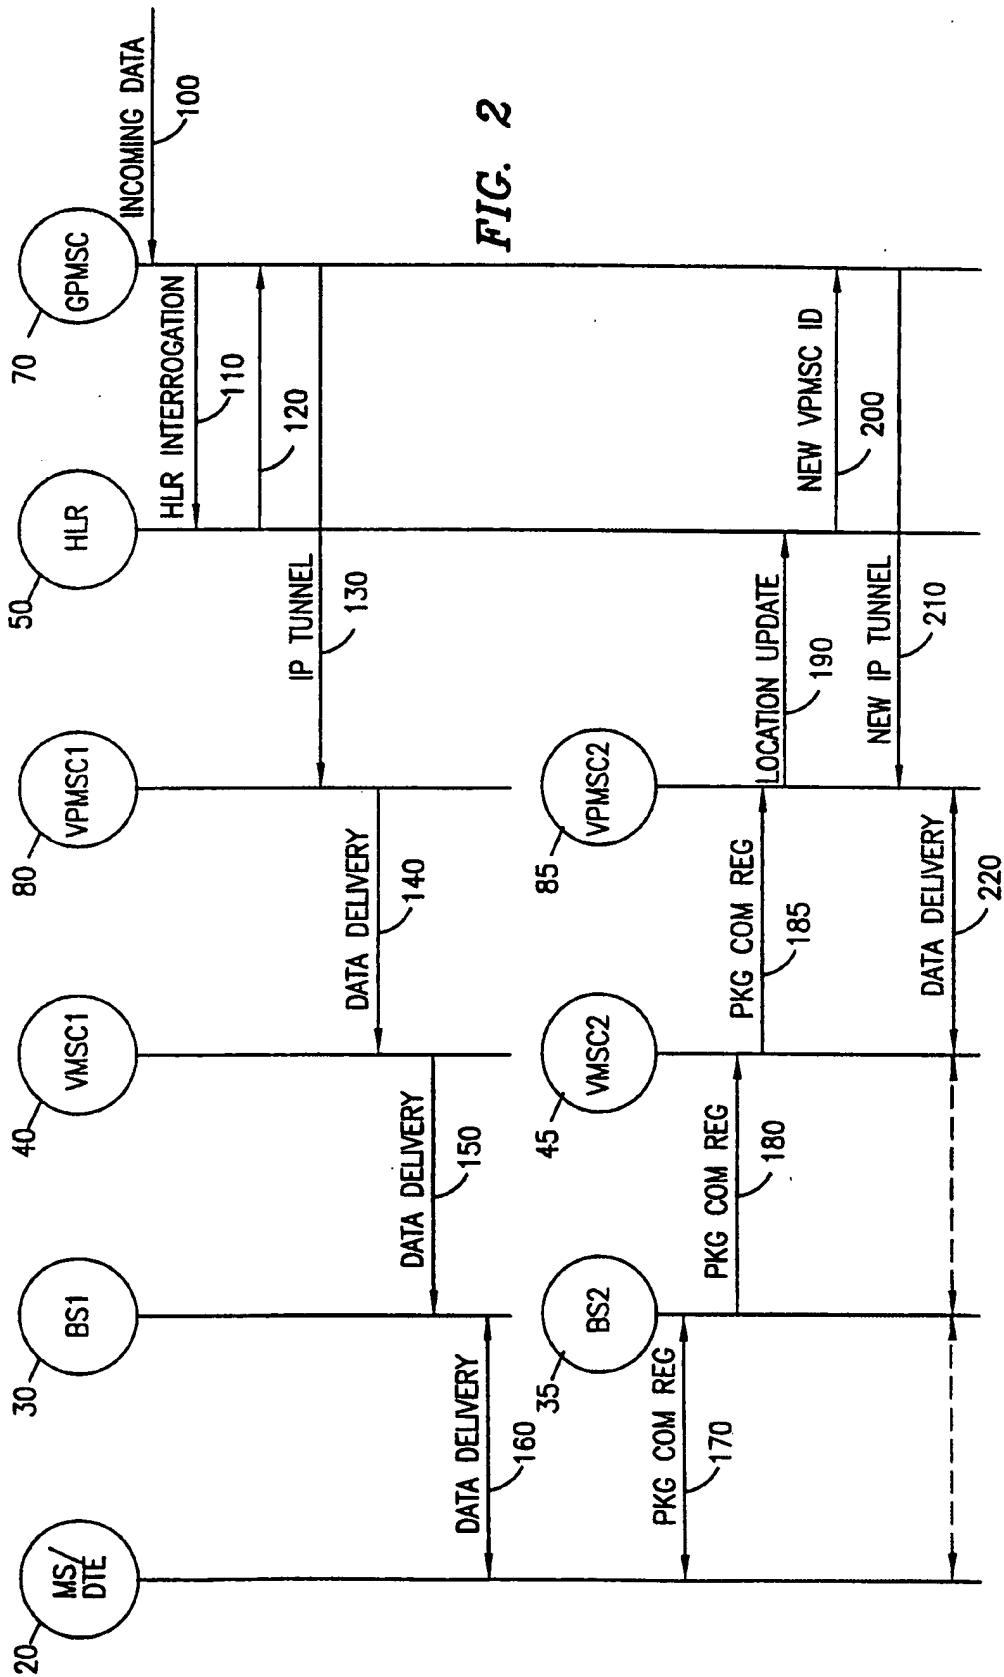 20
MS/
DTE
30
BS1
40
VMSC1
80
VPMSC1
50
HLR
70
GPMSC
INCOMING DATA
100
HLR INTERROGATION
110
120
IP TUNNEL
130
DATA DELIVERY
140
DATA DELIVERY
150
DATA DELIVERY
160
FIG. 2
35
BS2
45
VMSC2
85
VPMSC2
PKG COM REG
170
PKG COM REG
180
PKG COM REG
185
LOCATION UPDATE
190
NEW VPMSC ID
200
NEW IP TUNNEL
210
DATA DELIVERY
220